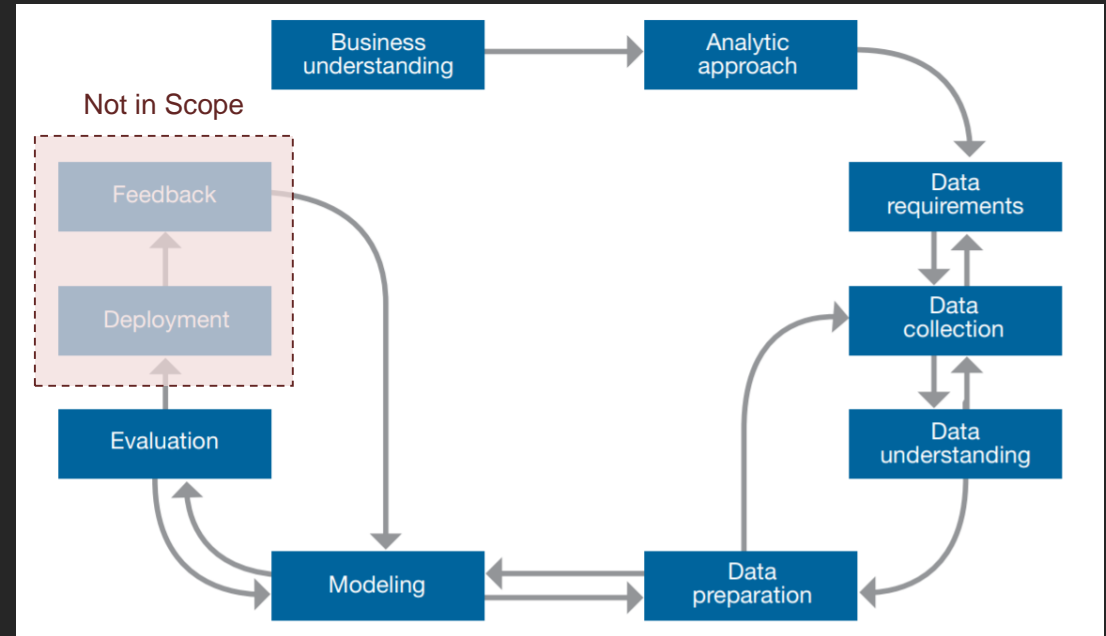 Business
understanding
Analytic
approach
Not in Scope
Feedback
Data
requirements
Deployment
Data
collection
Evaluation
Data
understanding
Modeling
Data
preparation